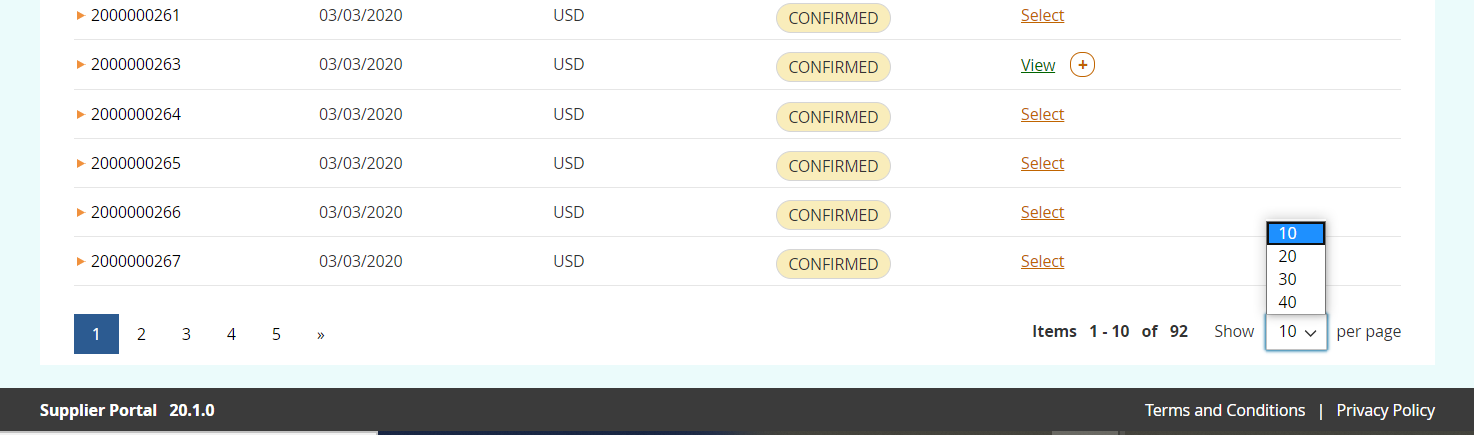 2000000261 03/03/2020 USD CONFIRMED Select
2000000263 03/03/2020 USD CONFIRMED View +
2000000264 03/03/2020 USD CONFIRMED Select
2000000265 03/03/2020 USD CONFIRMED Select
2000000266 03/03/2020 USD CONFIRMED Select
2000000267 03/03/2020 USD CONFIRMED Select
10
20
30
40
1 2 3 4 5 » Items 1 - 10 of 92 Show 10 per page
Supplier Portal 20.1.0 Terms and Conditions | Privacy Policy